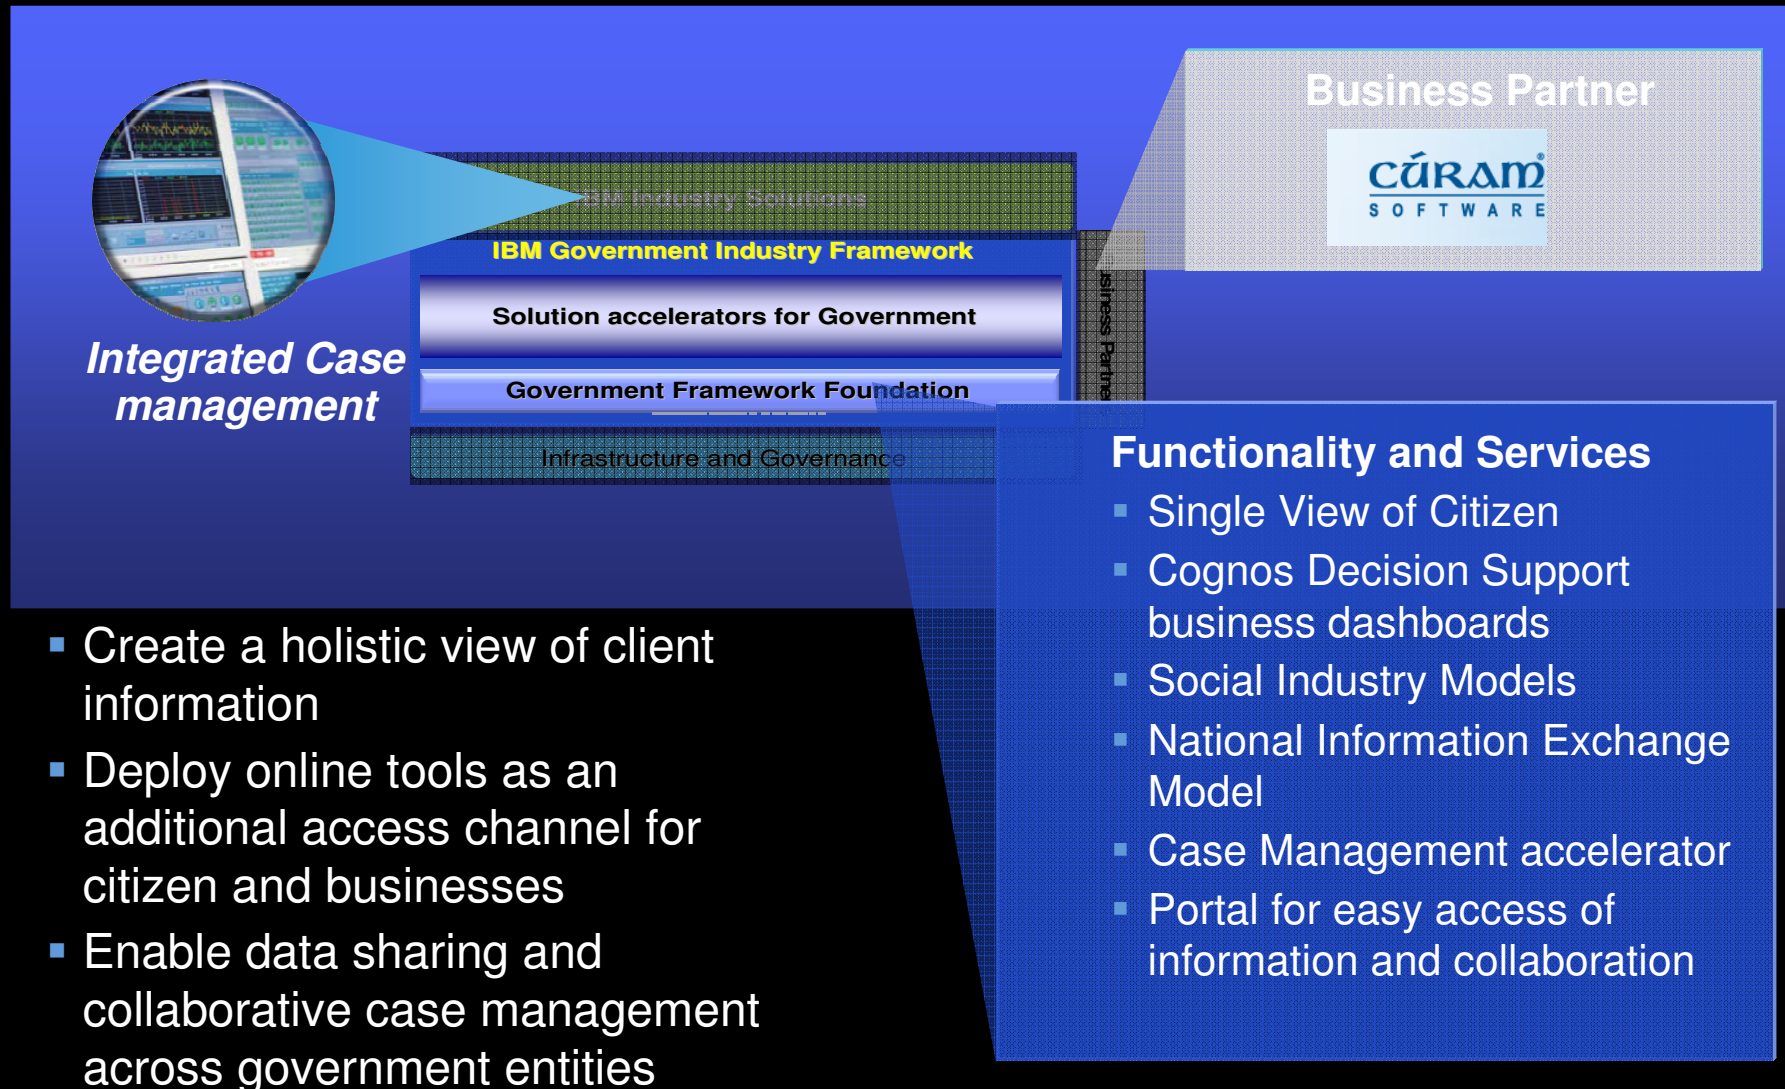 Business Partner
CÚRAM®
SOFTWARE
IBM Industry Solutions
IBM Government Industry Framework
Solution accelerators for Government
Government Framework Foundation
Infrastructure and Governance
Integrated Case
management
Functionality and Services
Single View of Citizen
Cognos Decision Support
business dashboards
Social Industry Models
National Information Exchange
Model
Case Management accelerator
Portal for easy access of
information and collaboration
Create a holistic view of client
information
Deploy online tools as an
additional access channel for
citizen and businesses
Enable data sharing and
collaborative case management
across government entities